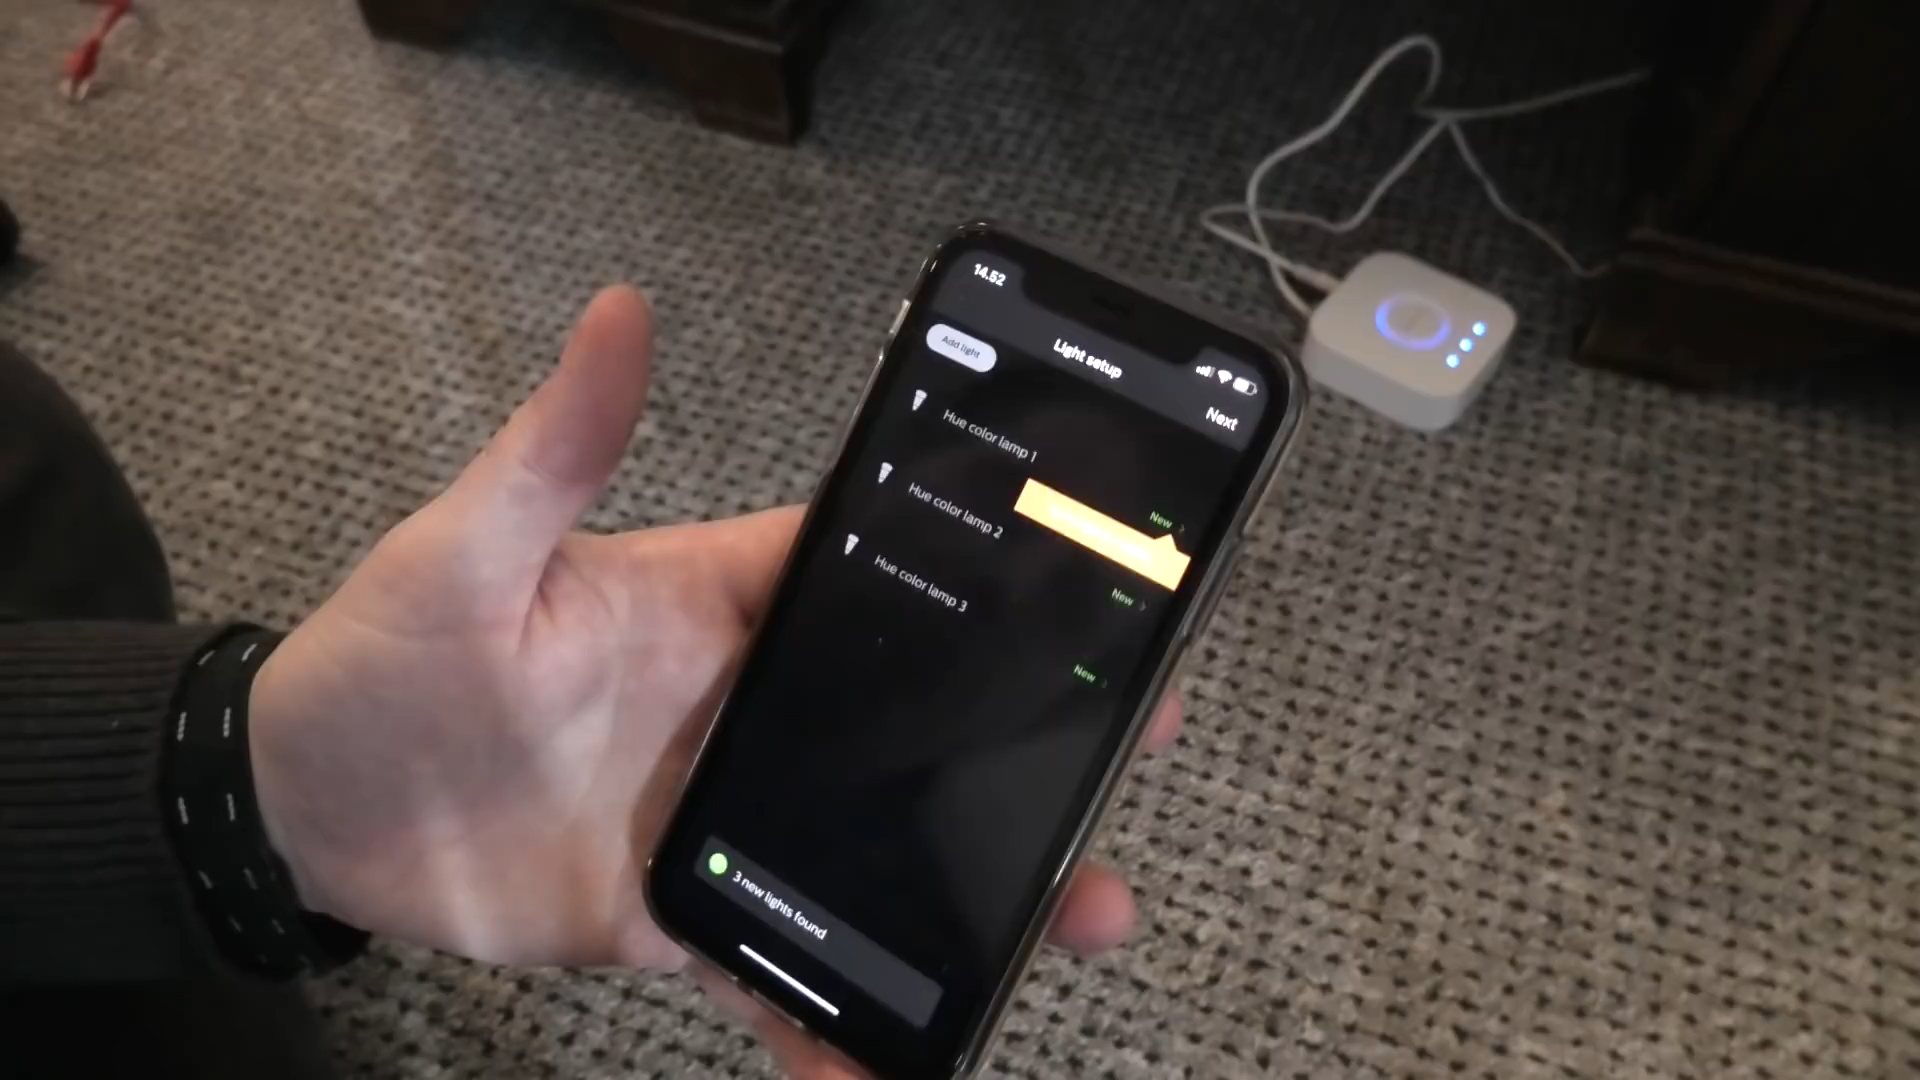 14.52
Add light
Light setup
Next
Hue color lamp 1
New
Hue color lamp 2
New
Hue color lamp 3
New
3 new lights found